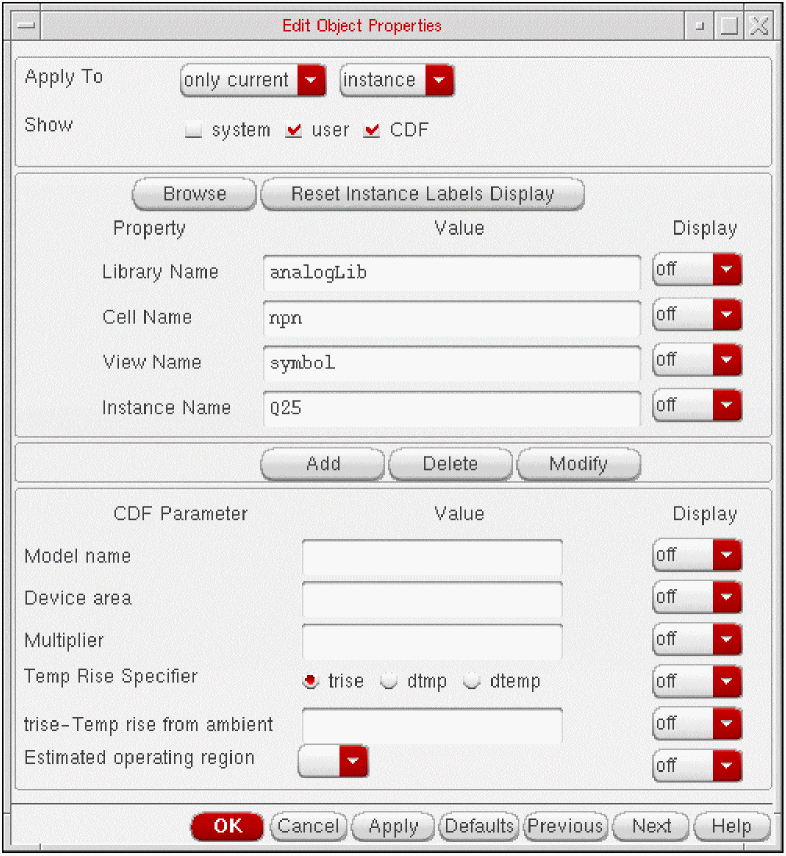 Edit Object Properties
Apply To only current instance
Show system user CDF
Browse Reset Instance Labels Display
Property Value Display
Library Name analogLib off
Cell Name npn off
View Name symbol off
Instance Name Q25 off
Add Delete Modify
CDF Parameter Value Display
Model name off
Device area off
Multiplier off
Temp Rise Specifier trise dtmp dtemp off
trise-Temp rise from ambient off
Estimated operating region off
OK Cancel Apply Defaults Previous Next Help